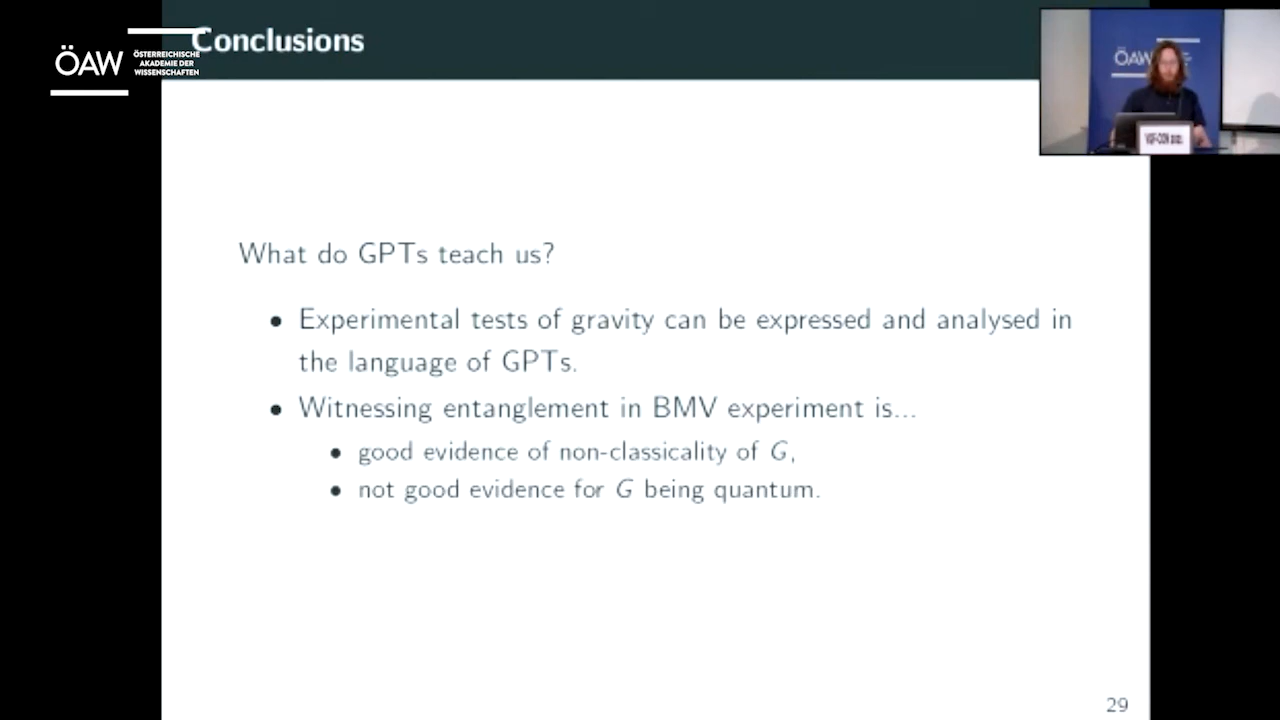 Conclusions
ÖAW
ÖSTERREICHISCHE
AKADEMIE DER
WISSENSCHAFTEN
ÖAW
What do GPTs teach us?
• Experimental tests of gravity can be expressed and analysed in
the language of GPTs.
• Witnessing entanglement in BMV experiment is...
• good evidence of non-classicality of G,
• not good evidence for G being quantum.
29